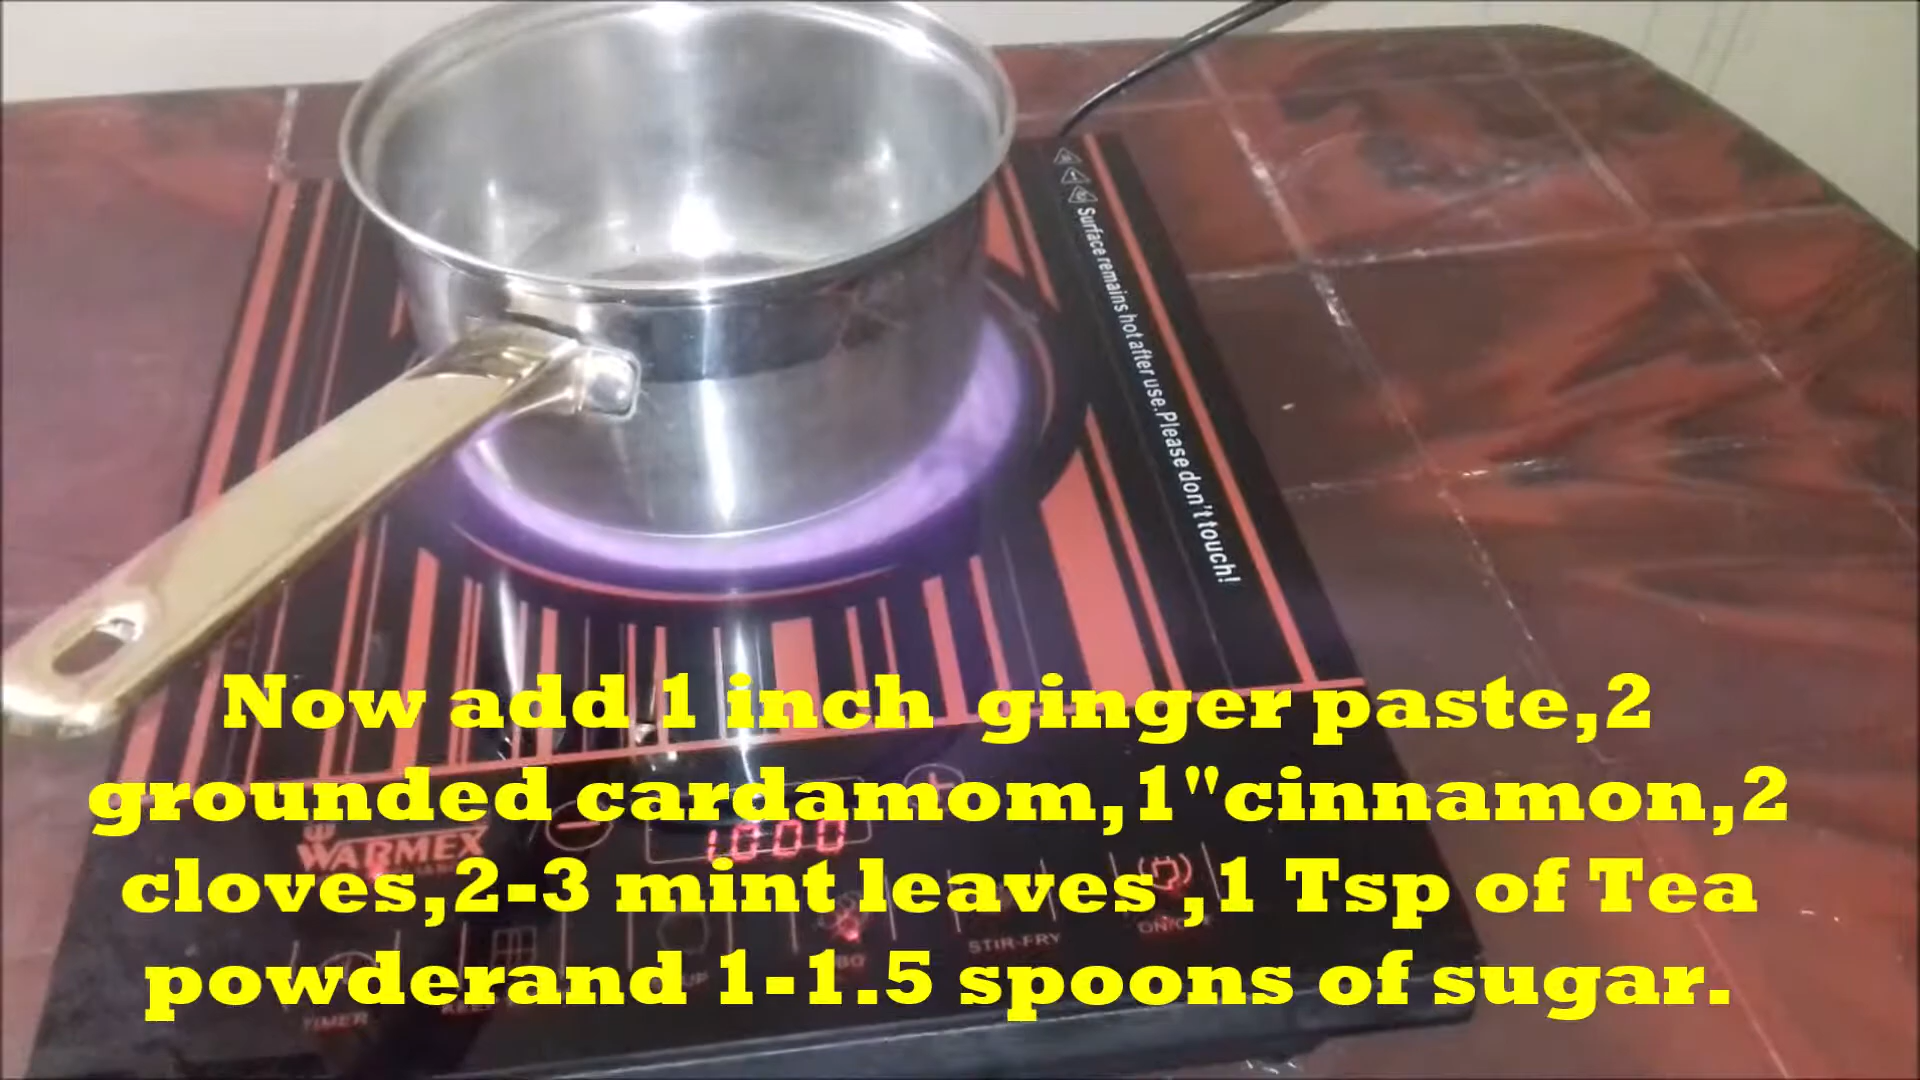 Surface remains hot after use.Please don't touch!
Now add 1 inch ginger paste,2
grounded cardamom,1"cinnamon,2
cloves,2-3 mint leaves ,1 Tsp of Tea
powderand 1-1.5 spoons of sugar.
WARMEX
1000
STIR-FRY
TIMER